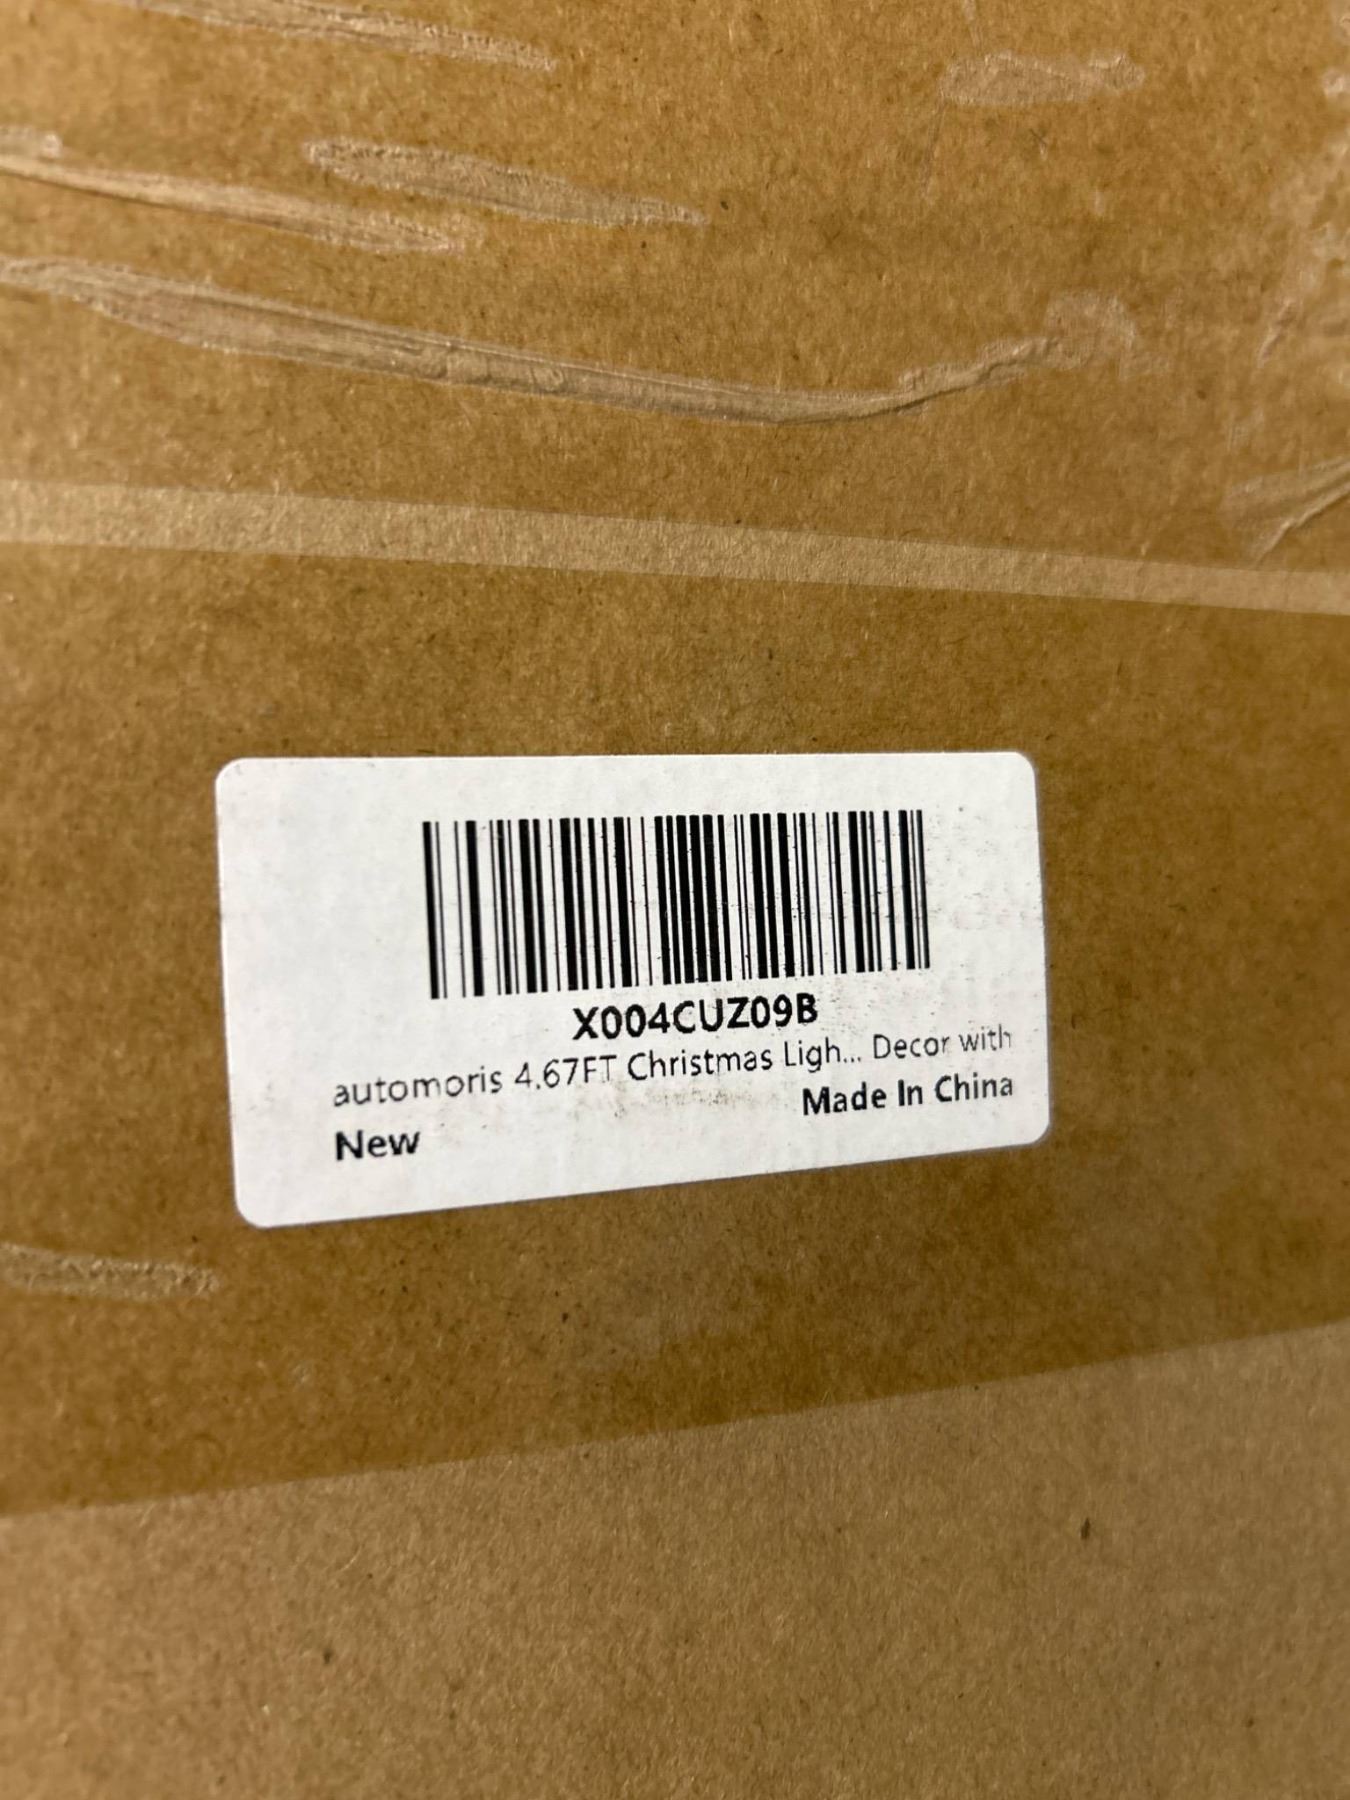 X004CUZ09B
automoris 4.67FT Christmas Ligh... Decor with
Made In China
New